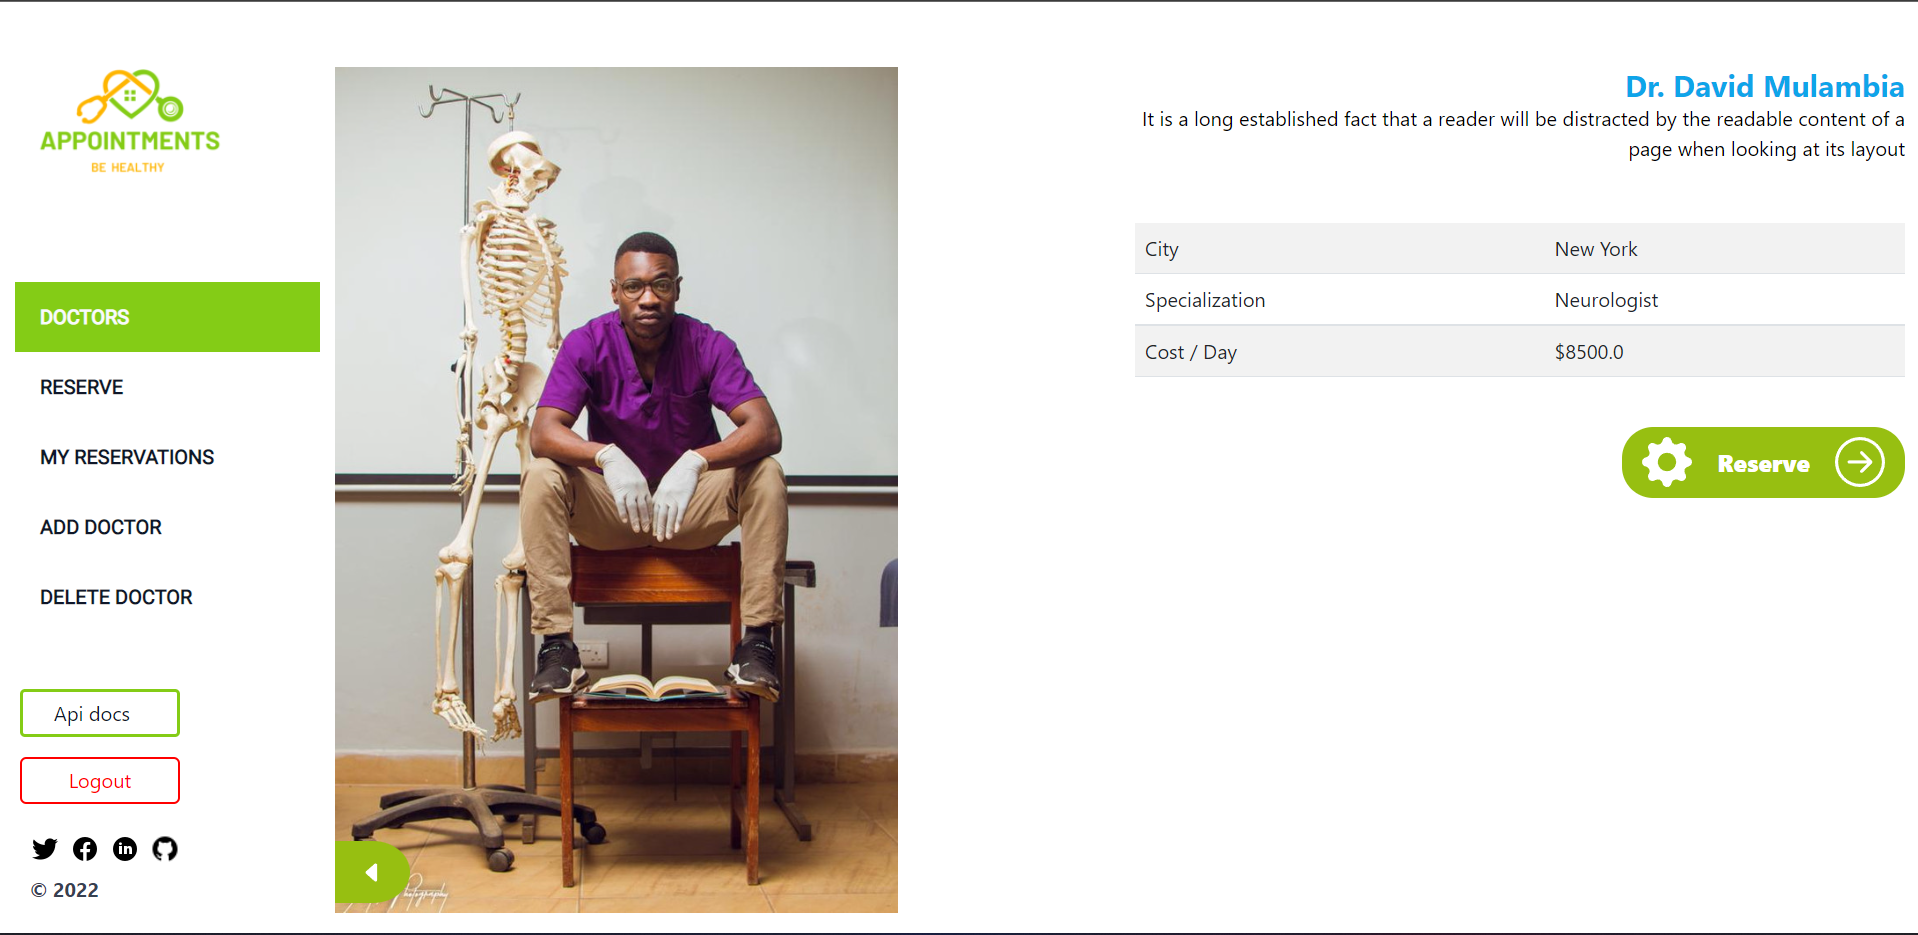 APPOINTMENTS
BE HEALTHY
DOCTORS
RESERVE
MY RESERVATIONS
ADD DOCTOR
DELETE DOCTOR
Api docs
Logout
© 2022
Dr. David Mulambia
It is a long established fact that a reader will be distracted by the readable content of a
page when looking at its layout
City New York
Specialization Neurologist
Cost / Day $8500.0
Reserve